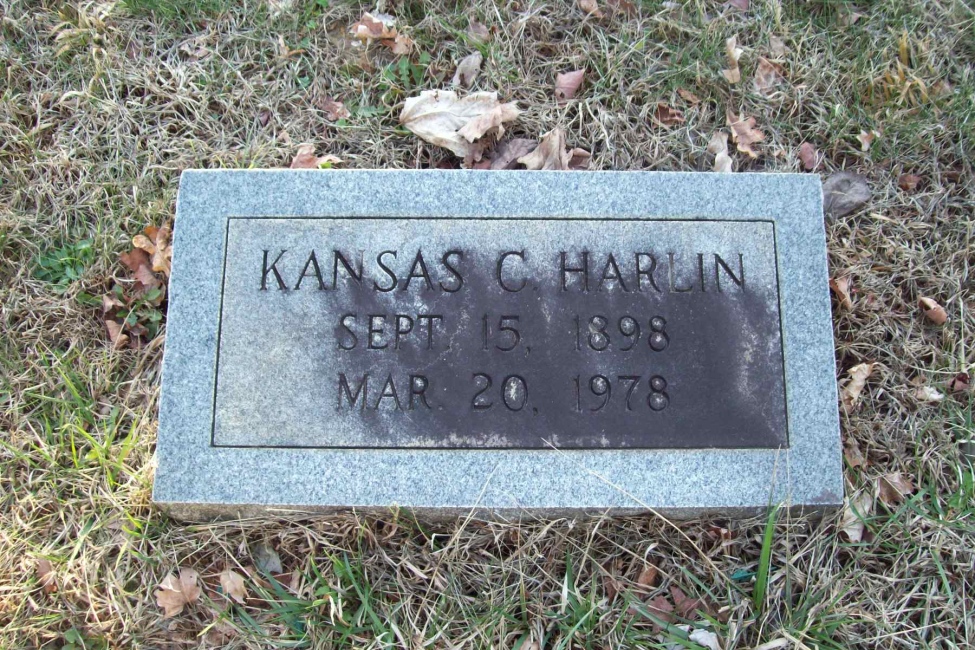 KANSAS C. HARLIN
SEPT. 15, 1898
MAR. 20, 1978